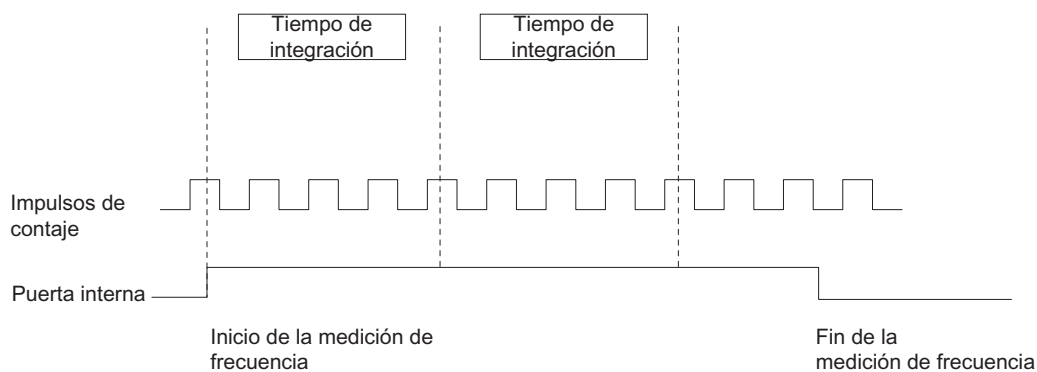 Tiempo de
integración
Tiempo de
integración
Impulsos de
contaje
Puerta interna
Inicio de la medición de
frecuencia
Fin de la
medición de frecuencia